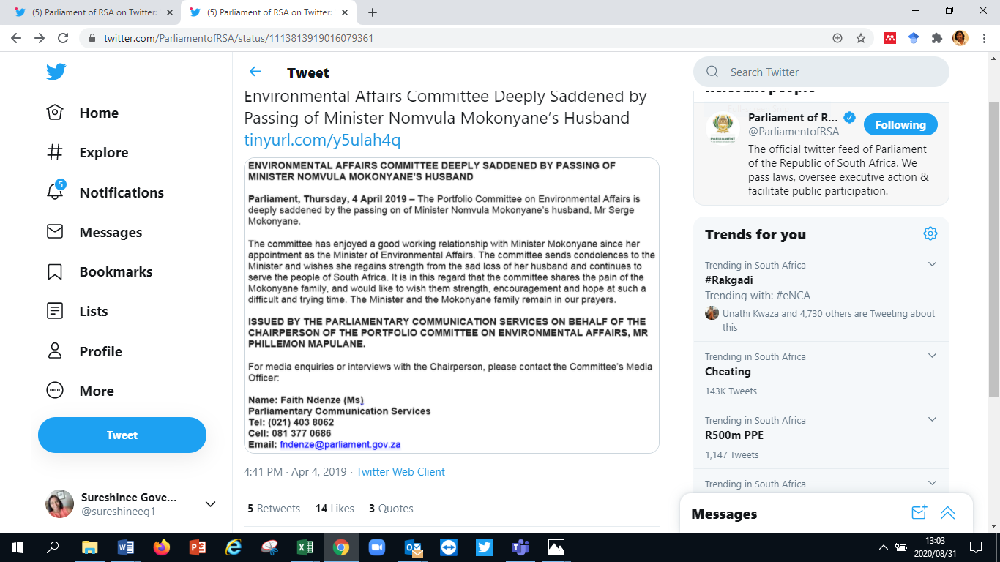 (5) Parliament of RSA on Twitter:
(5) Parliament of RSA on Twitter:
twitter.com/ParliamentofRSA/status/1113813919016079361
Home
Explore
5
Notifications
Messages
Bookmarks
Lists
Profile
More
Tweet
Sureshinee Gove...
@sureshineeg1
Tweet
Environmental Affairs Committee Deeply Saddened by
Passing of Minister Nomvula Mokonyane's Husband
tinyurl.com/y5ulah4q
ENVIRONMENTAL AFFAIRS COMMITTEE DEEPLY SADDENED BY PASSING OF
MINISTER NOMVULA MOKONYANE'S HUSBAND
Parliament, Thursday, 4 April 2019 – The Portfolio Committee on Environmental Affairs is
deeply saddened by the passing on of Minister Nomvula Mokonyane's husband, Mr Serge
Mokonyane.
The committee has enjoyed a good working relationship with Minister Mokonyane since her
appointment as the Minister of Environmental Affairs. The committee sends condolences to the
Minister and wishes she regains strength from the sad loss of her husband and continues to
serve the people of South Africa. It is in this regard that the committee shares the pain of the
Mokonyane family, and would like to wish them strength, encouragement and hope at such a
difficult and trying time. The Minister and the Mokonyane family remain in our prayers.
ISSUED BY THE PARLIAMENTARY COMMUNICATION SERVICES ON BEHALF OF THE
CHAIRPERSON OF THE PORTFOLIO COMMITTEE ON ENVIRONMENTAL AFFAIRS, MR
PHILLEMON MAPULANE.
For media enquiries or interviews with the Chairperson, please contact the Committee's Media
Officer:
Name: Faith Ndenze (Ms)
Parliamentary Communication Services
Tel: (021) 403 8062
Cell: 081 377 0686
Email: fndenze@parliament.gov.za
4:41 PM · Apr 4, 2019 · Twitter Web Client
5 Retweets 14 Likes 3 Quotes
Search Twitter
Relevant people
PARLIAMENT
Parliament of R...
@ParliamentofRSA
Following
The official twitter feed of Parliament
of the Republic of South Africa. We
pass laws, oversee executive action &
facilitate public participation.
Trends for you
Trending in South Africa
#Rakgadi
Trending with: #eNCA
Unathi Kwaza and 4,730 others are Tweeting about
this
Trending in South Africa
Cheating
143K Tweets
Trending in South Africa
R500m PPE
1,147 Tweets
Trending in South Africa
Messages
13:03
2020/08/31